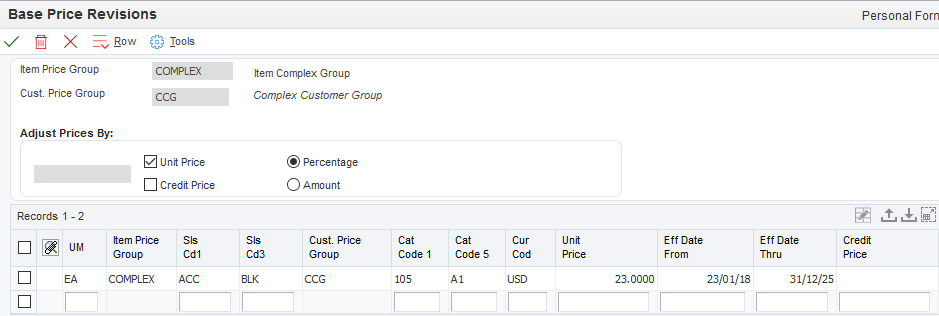 Base Price Revisions
Personal Forn
Row Tools
Item Price Group COMPLEX Item Complex Group
Cust. Price Group CCG Complex Customer Group
Adjust Prices By:
Unit Price Percentage
Credit Price Amount
Records 1 - 2
UM Item Price Group Sls Cd1 Sls Cd3 Cust. Price Group Cat Code 1 Cat Code 5 Cur Cod Unit Price Eff Date From Eff Date Thru Credit Price
EA COMPLEX ACC BLK CCG 105 A1 USD 23.0000 23/01/18 31/12/25